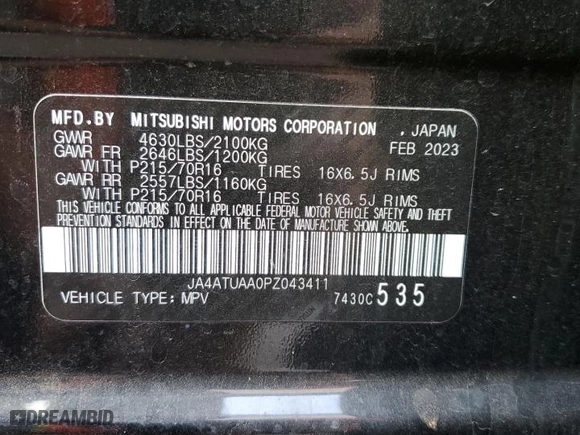 MFD.BY MITSUBISHI MOTORS CORPORATION , JAPAN
GVWR 4630LBS/2100KG FEB 2023
GAWR FR 2646LBS/1200KG
WITH P215/70R16 TIRES 16X6.5J RIMS
GAWR RR 2557LBS/1160KG
WITH P215/70R16 TIRES 16X6.5J RIMS
THIS VEHICLE CONFORMS TO ALL APPLICABLE FEDERAL MOTOR VEHICLE SAFETY AND THEFT
PREVENTION STANDARDS IN EFFECT ON THE DATE OF MANUFACTURE SHOWN ABOVE.
JA4ATUAA0PZ043411
VEHICLE TYPE: MPV 7430C 535
DREAMBID